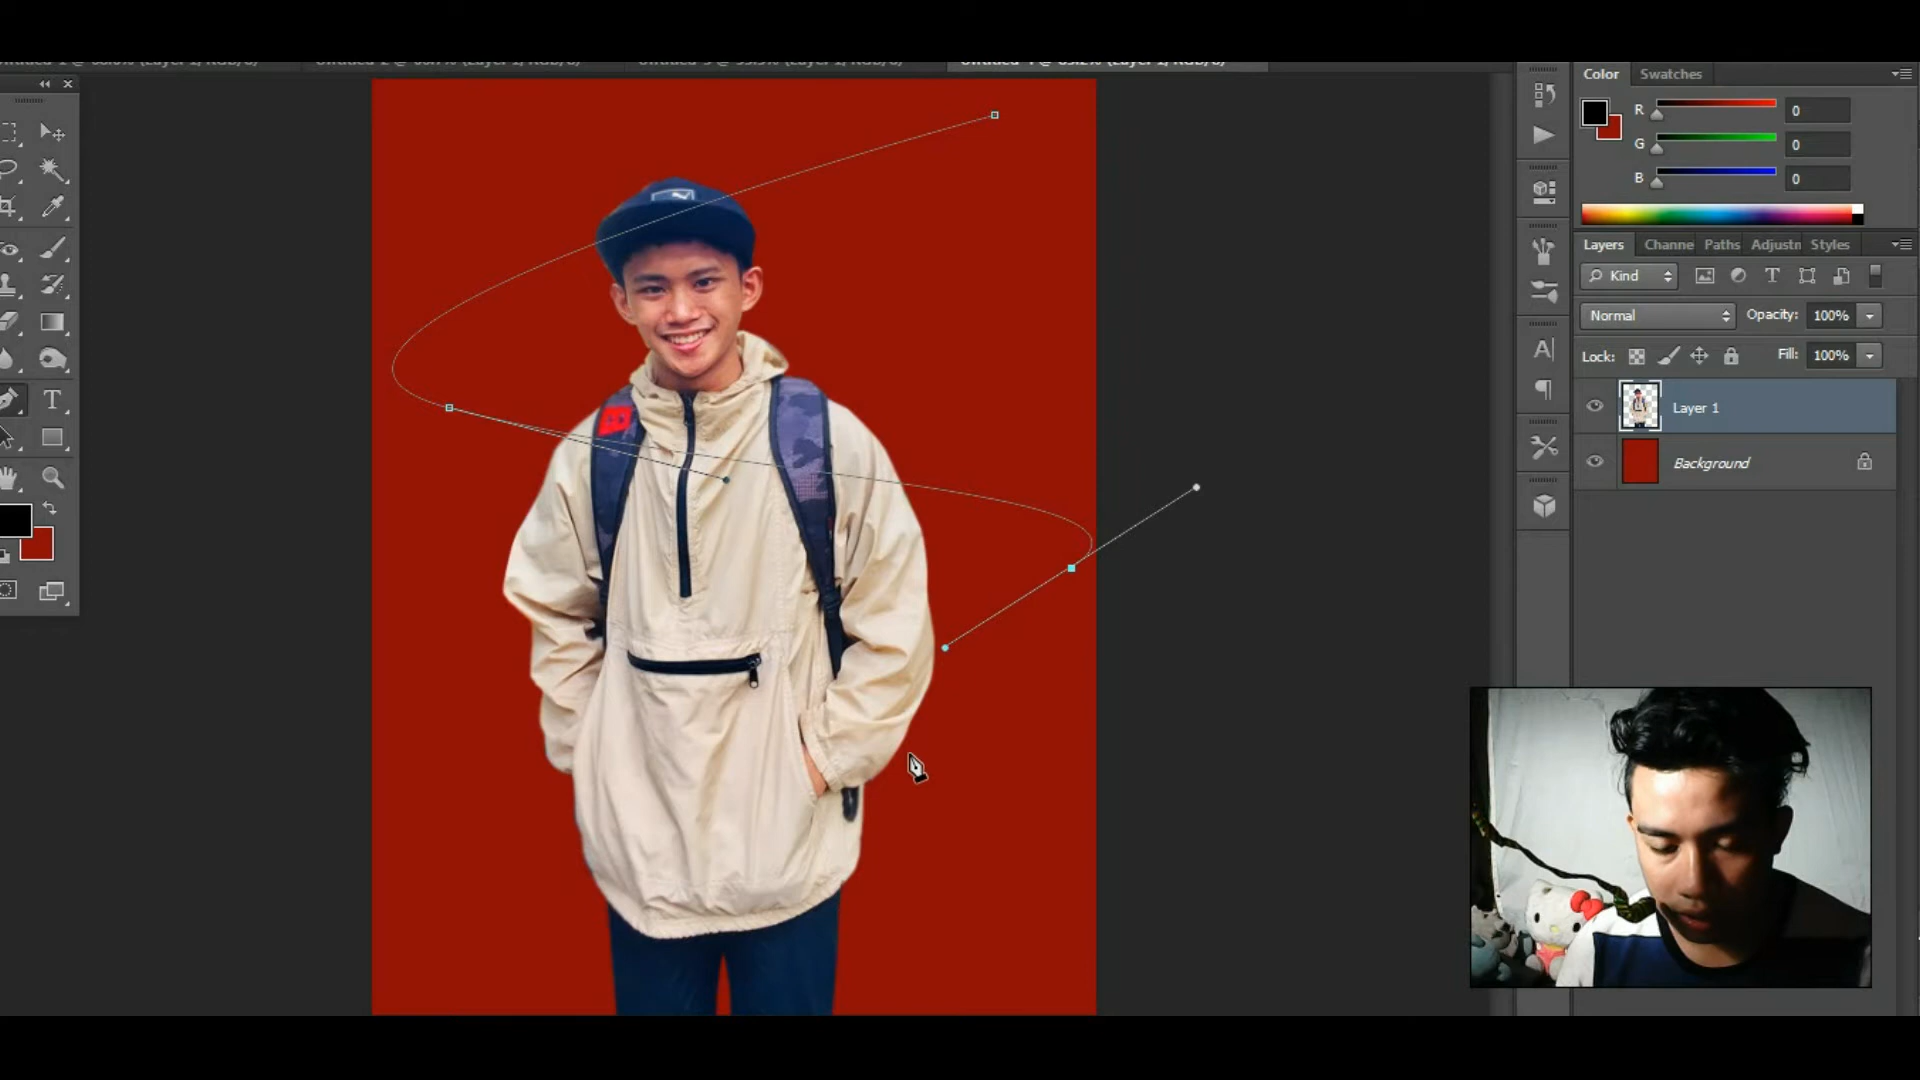 Color
Swatches
R
0
G
0
B
0
Layers
Channe
Paths
Adjustn
Styles
Kind
Normal
Opacity:
100%
Lock:
Fill:
100%
Layer 1
Background